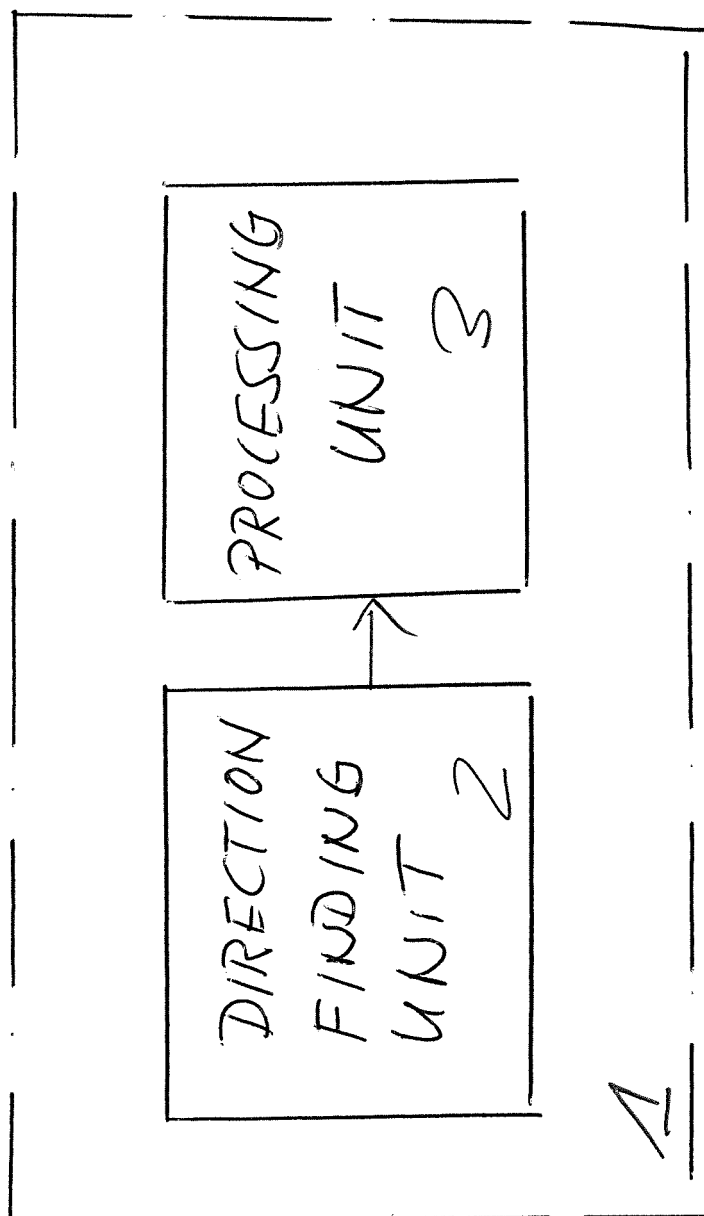 DIRECTION
FINDING
UNIT
2
PROCESSING
UNIT
3
1